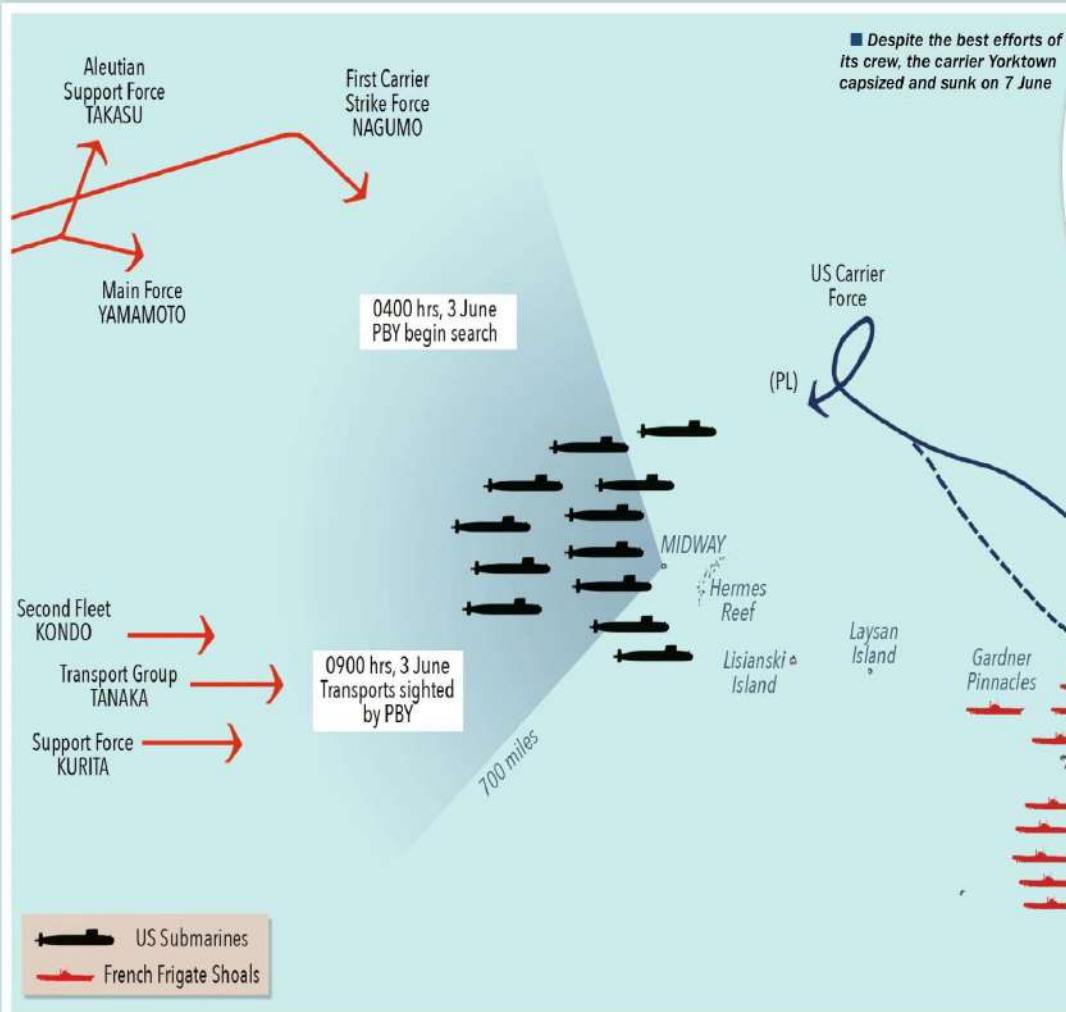 ■ Despite the best efforts of
its crew, the carrier Yorktown
capsized and sunk on 7 June
Aleutian
Support Force
TAKASU
First Carrier
Strike Force
NAGUMO
Main Force
YAMAMOTO
0400 hrs, 3 June
PBY begin search
US Carrier
Force
(PL)
MIDWAY
Hermes
Reef
Lisianski
Island
Laysan
Island
Gardner
Pinnacles
Second Fleet
KONDO
Transport Group
TANAKA
Support Force
KURITA
0900 hrs, 3 June
Transports sighted
by PBY
700 miles
US Submarines
French Frigate Shoals